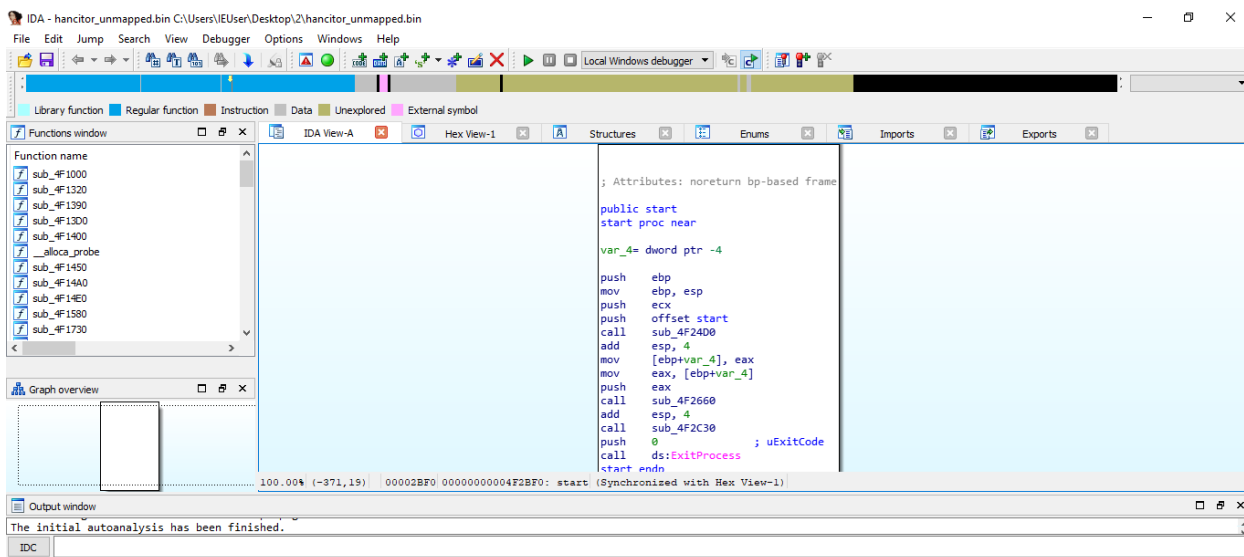 IDA - hancitor_unmapped.bin C:\Users\IEUser\Desktop\2\hancitor_unmapped.bin
File Edit Jump Search View Debugger Options Windows Help
Local Windows debugger
Library function Regular function Instruction Data Unexplored External symbol
Functions window IDA View-A Hex View-1 Structures Enums Imports Exports
Function name
sub_4F1000
sub_4F1320
sub_4F1390
sub_4F13D0
sub_4F1400
__alloca_probe
sub_4F1450
sub_4F14A0
sub_4F14E0
sub_4F1580
sub_4F1730
Graph overview
; Attributes: noreturn bp-based frame
public start
start proc near
var_4= dword ptr -4
push ebp
mov ebp, esp
push ecx
push offset start
call sub_4F24D0
add esp, 4
mov [ebp+var_4], eax
mov eax, [ebp+var_4]
push eax
call sub_4F2660
add esp, 4
call sub_4F2C30
push 0 ; uExitCode
call ds:ExitProcess
start endp
100.00% (-371,19) 00002BF0 00000000004F2BF0: start (Synchronized with Hex View-1)
Output window
The initial autoanalysis has been finished.
IDC